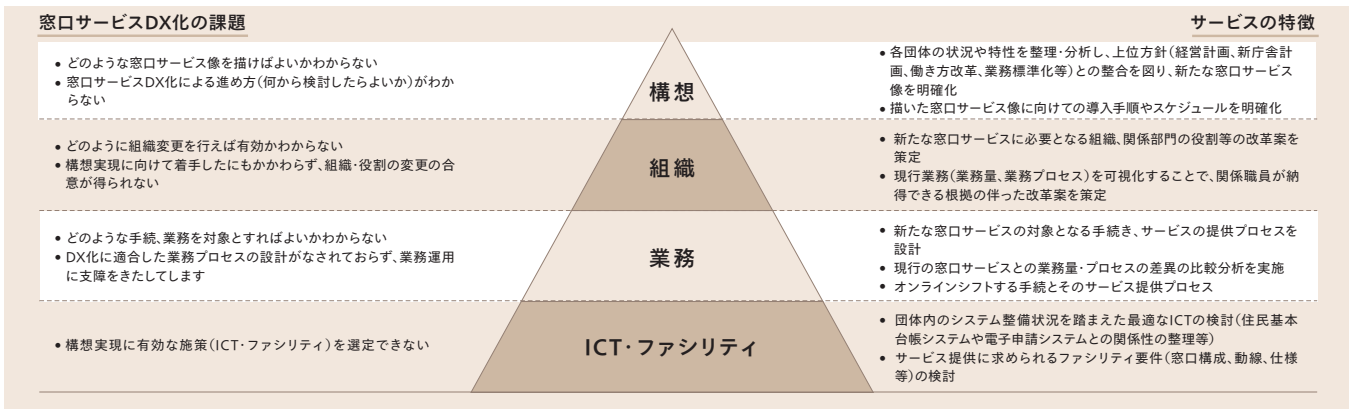 窓口サービスDX化の課題
サービスの特徴
• どのような窓口サービス像を描けばよいかわからない
• 窓口サービスDX化による進め方(何から検討したらよいか)がわか
らない
構想
• 各団体の状況や特性を整理・分析し、上位方針(経営計画、新庁舎計
画、働き方改革、業務標準化等)との整合を図り、新たな窓口サービス
像を明確化
• 描いた窓口サービス像に向けての導入手順やスケジュールを明確化
• どのように組織変更を行えば有効かわからない
• 構想実現に向けて着手したにもかかわらず、組織・役割の変更の合
意が得られない
組織
• 新たな窓口サービスに必要となる組織、関係部門の役割等の改革案を
策定
• 現行業務(業務量、業務プロセス)を可視化することで、関係職員が納
得できる根拠の伴った改革案を策定
• どのような手続、業務を対象とすればよいかわからない
• DX化に適合した業務プロセスの設計がなされておらず、業務運用
に支障をきたしてします
業務
• 新たな窓口サービスの対象となる手続き、サービスの提供プロセスを
設計
• 現行の窓口サービスとの業務量・プロセスの差異の比較分析を実施
• オンラインシフトする手続とそのサービス提供プロセス
• 構想実現に有効な施策(ICT・ファシリティ)を選定できない
ICT・ファシリティ
• 団体内のシステム整備状況を踏まえた最適なICTの検討(住民基本
台帳システムや電子申請システムとの関係性の整理等)
• サービス提供に求められるファシリティ要件(窓口構成、動線、仕様
等)の検討